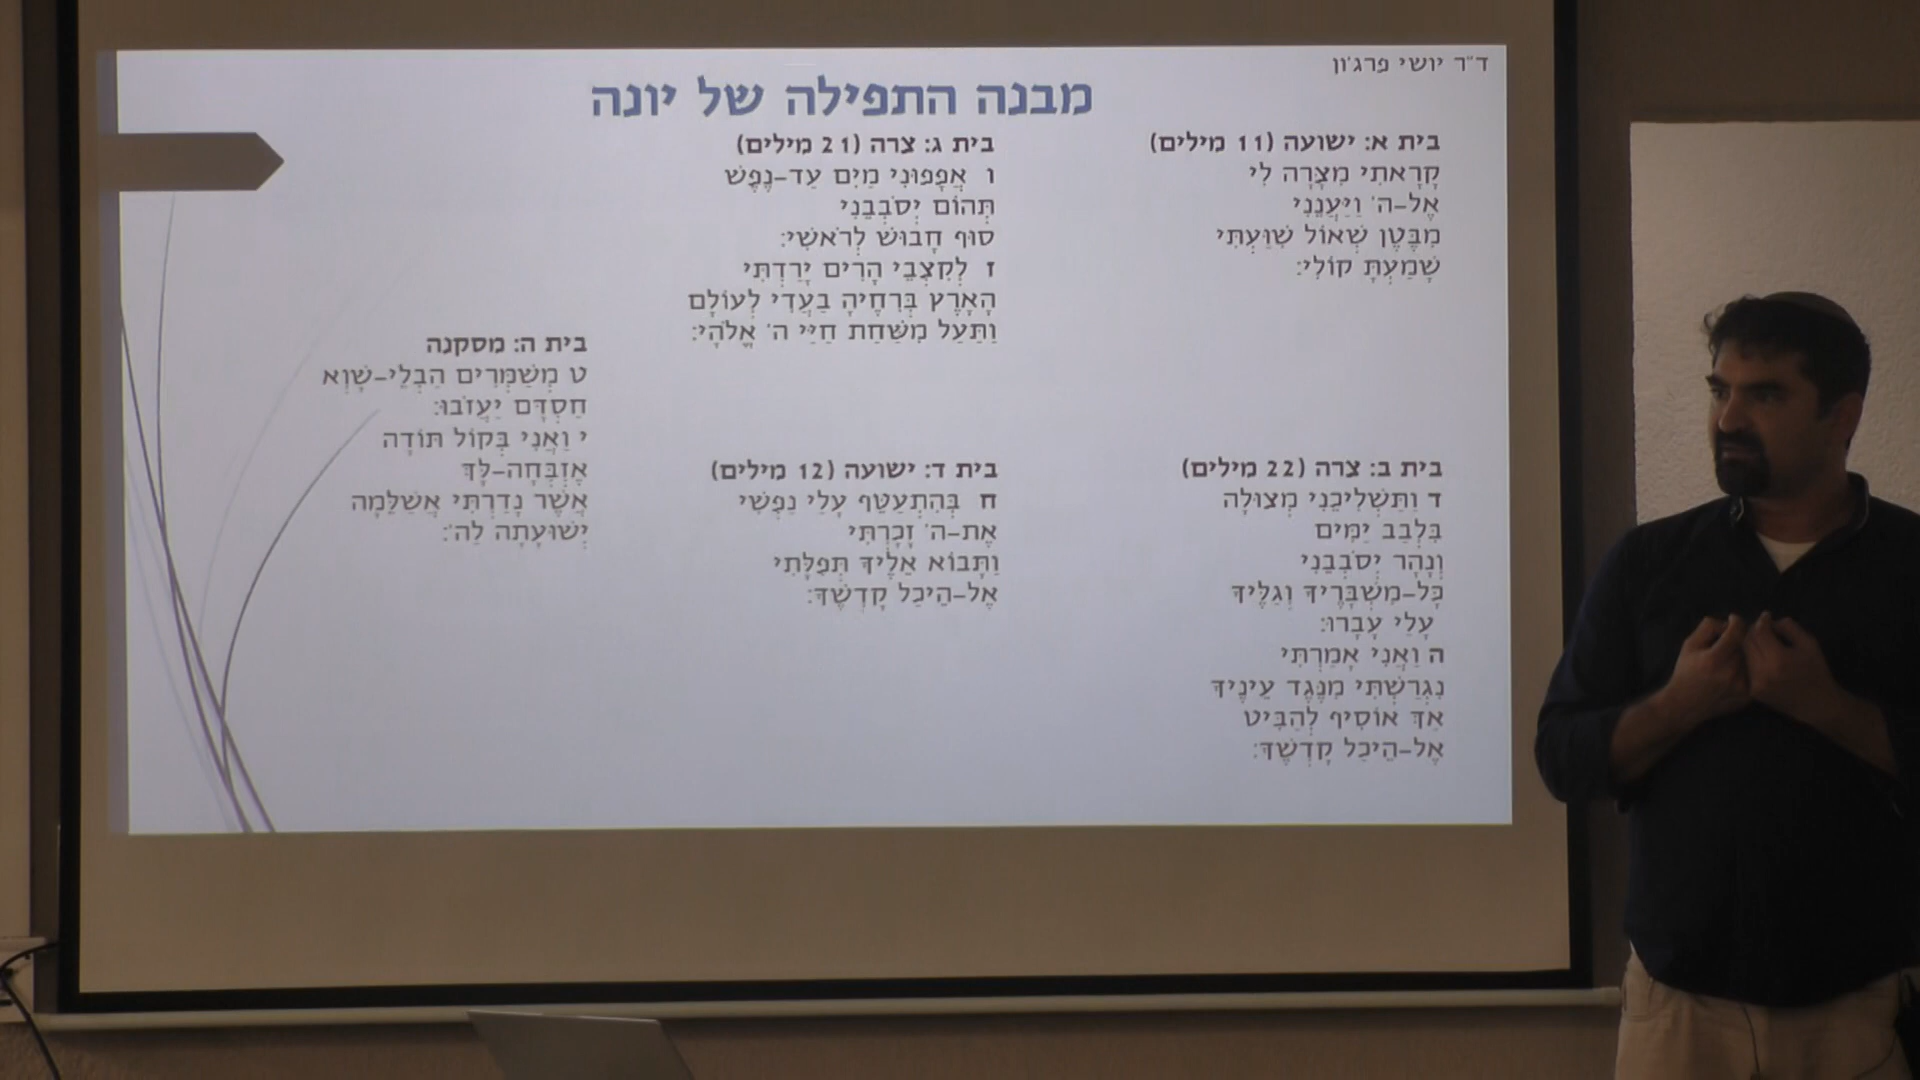 ד״ר יושי פרג׳ון
מבנה התפילה של יונה
בית א: ישועה (11 מילים)
קָרָאתִי מִצָּרָה לִי
אֶל–ה׳ וַיַּעֲנֵנִי
מִבֶּטֶן שְׁאוֹל שִׁוַּעְתִּי
שָׁמַעְתָּ קוֹלִי:
בית ב: צרה (22 מילים)
ד וַתַּשְׁלִיכֵנִי מְצוּלָה
בִּלְבַב יַמִּים
וְנָהָר יְסֹבְבֵנִי
כָּל–מִשְׁבָּרֶיךָ וְגַלֶּיךָ
עָלַי עָבָרוּ:
ה וַאֲנִי אָמַרְתִּי
נִגְרַשְׁתִּי מִנֶּגֶד עֵינֶיךָ
אַךְ אוֹסִיף לְהַבִּיט
אֶל–הֵיכַל קָדְשֶׁךָ:
בית ג: צרה (21 מילים)
ו אֲפָפוּנִי מַיִם עַד–נֶפֶשׁ
תְּהוֹם יְסֹבְבֵנִי
סוּף חָבוּשׁ לְרֹאשִׁי:
ז לְקִצְבֵי הָרִים יָרַדְתִּי
הָאָרֶץ בְּרִחֶיהָ בַעֲדִי לְעוֹלָם
וַתַּעַל מִשַּׁחַת חַיַּי ה׳ אֱלֹהָי:
בית ד: ישועה (12 מילים)
ח בְּהִתְעַטֵּף עָלַי נַפְשִׁי
אֶת–ה׳ זָכָרְתִּי
וַתָּבוֹא אֵלֶיךָ תְּפִלָּתִי
אֶל–הֵיכַל קָדְשֶׁךָ:
בית ה: מסקנה
ט מְשַׁמְּרִים הַבְלֵי–שָׁוְא
חַסְדָּם יַעֲזֹבוּ:
י וַאֲנִי בְּקוֹל תּוֹדָה
אֶזְבְּחָה–לָּךְ
אֲשֶׁר נָדַרְתִּי אֲשַׁלֵּמָה
יְשׁוּעָתָה לַה׳: